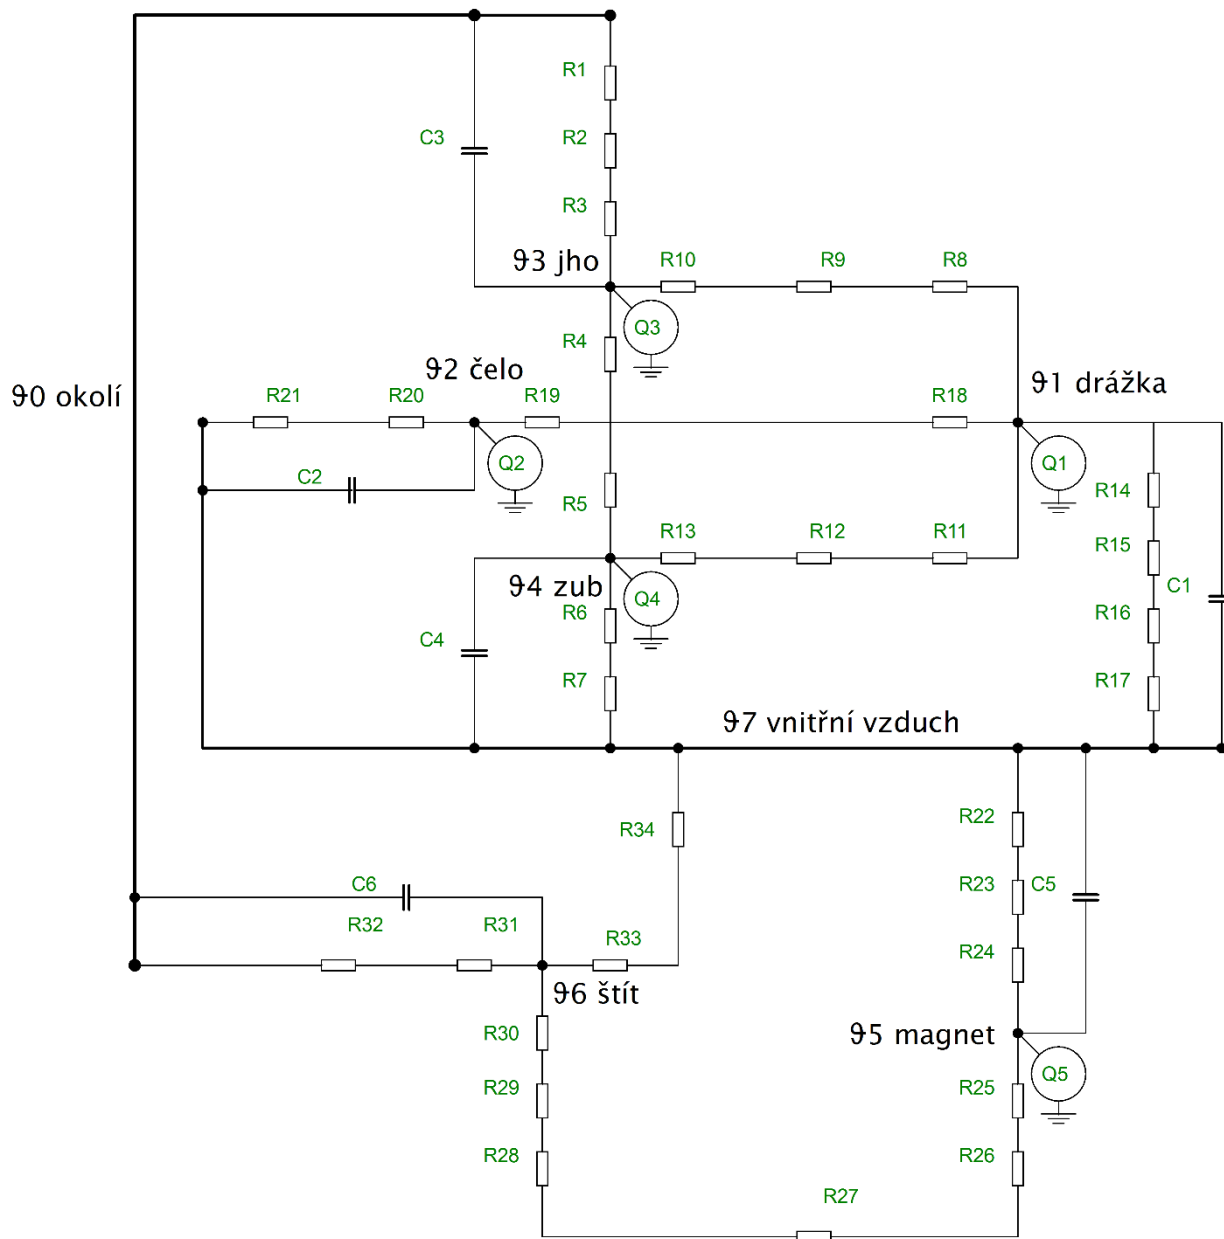 R1
C3
R2
R3
ϑ3 jho
R10
R9
R8
Q3
R4
ϑ2 čelo
ϑ1 drážka
ϑ0 okolí
R21
R20
R19
R18
Q2
Q1
C2
R14
R5
R13
R12
R11
R15
ϑ4 zub
Q4
R6
C1
R16
C4
R7
R17
ϑ7 vnitřní vzduch
R34
R22
C6
R23
C5
R32
R31
R33
R24
ϑ6 štít
R30
ϑ5 magnet
Q5
R29
R25
R28
R26
R27